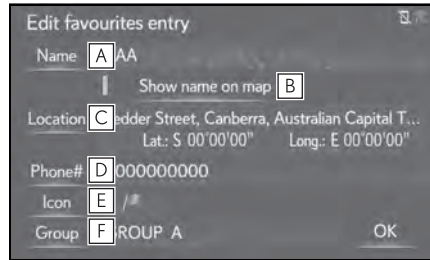 Edit favourites entry
Name A AA
Show name on map B
Location C edder Street, Canberra, Australian Capital T...
Lat.: S 00°00'00" Long.: E 00°00'00"
Phone# D 000000000
Icon E
Group F ROUP A
OK